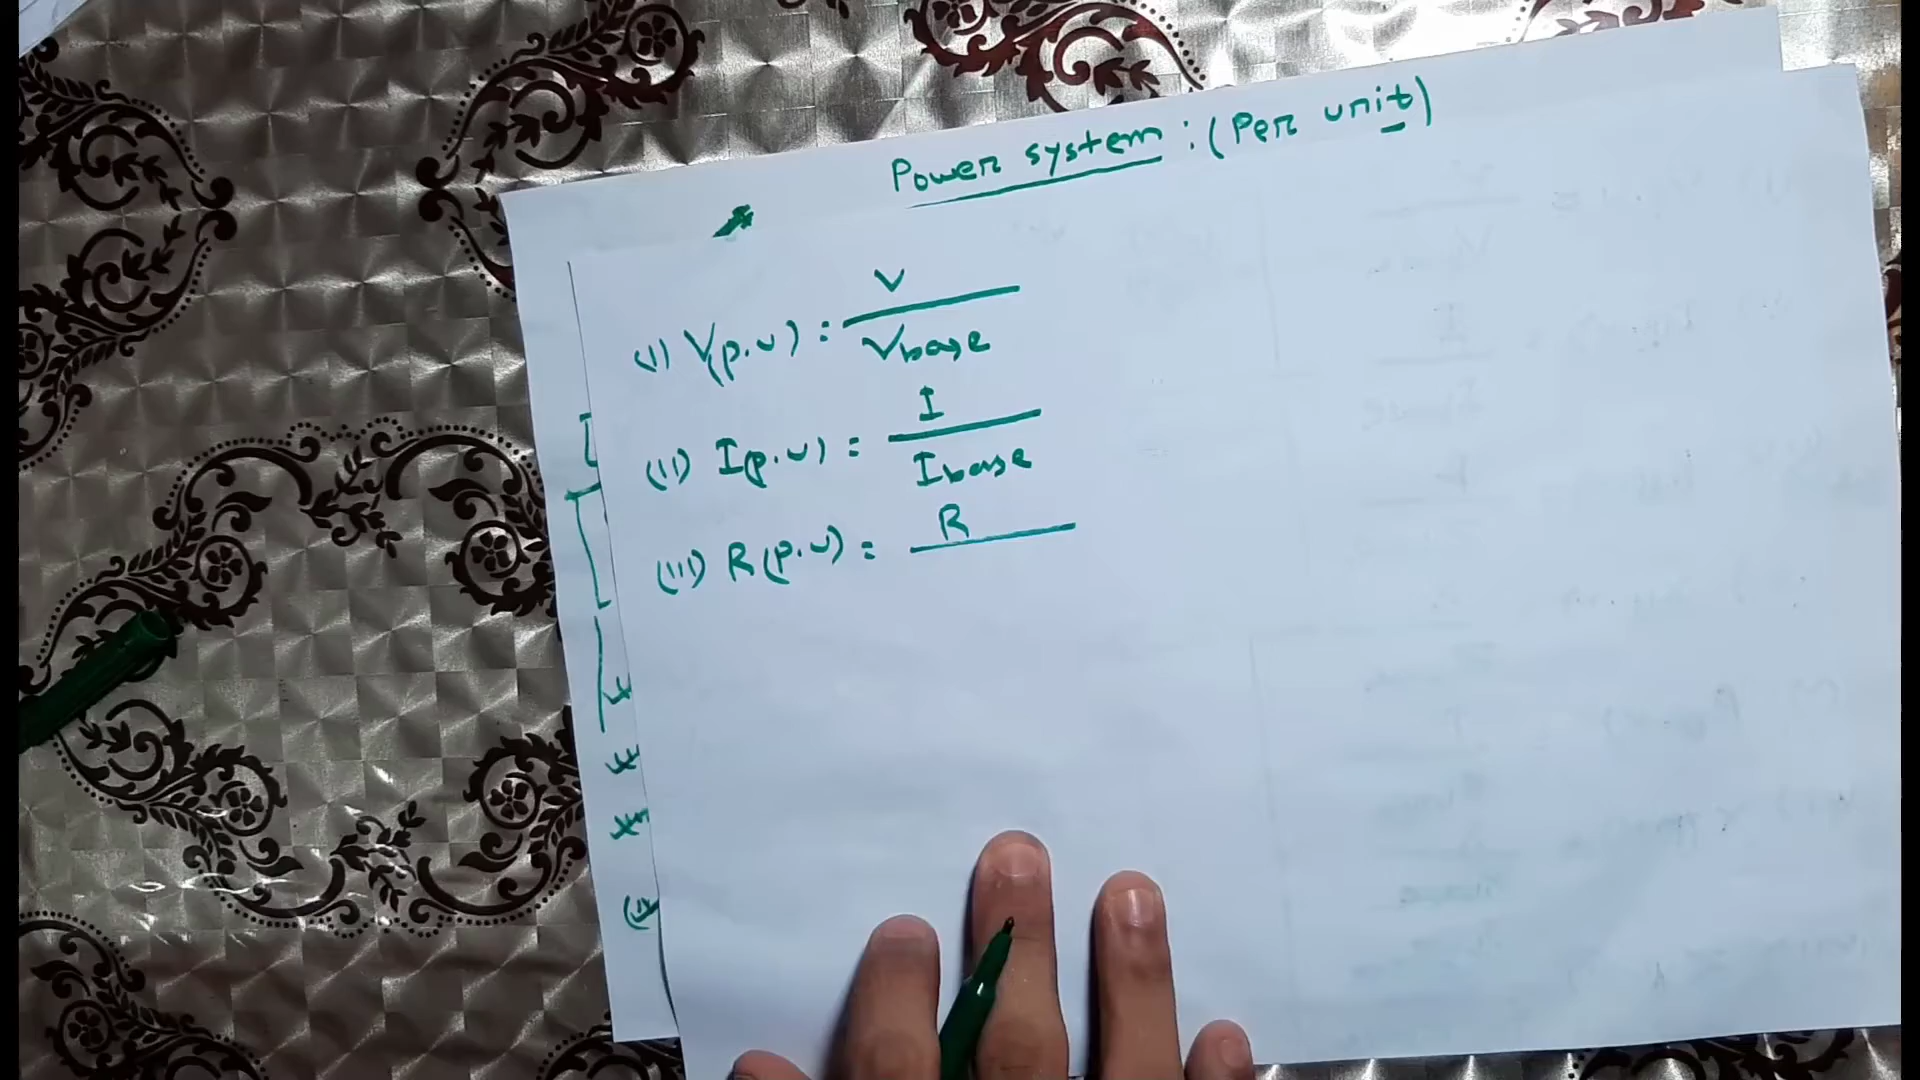 Power system : (Per unit)
(i) V(p.u) = V / Vbase
(ii) I(p.u) = I / Ibase
(iii) R(p.u) = R